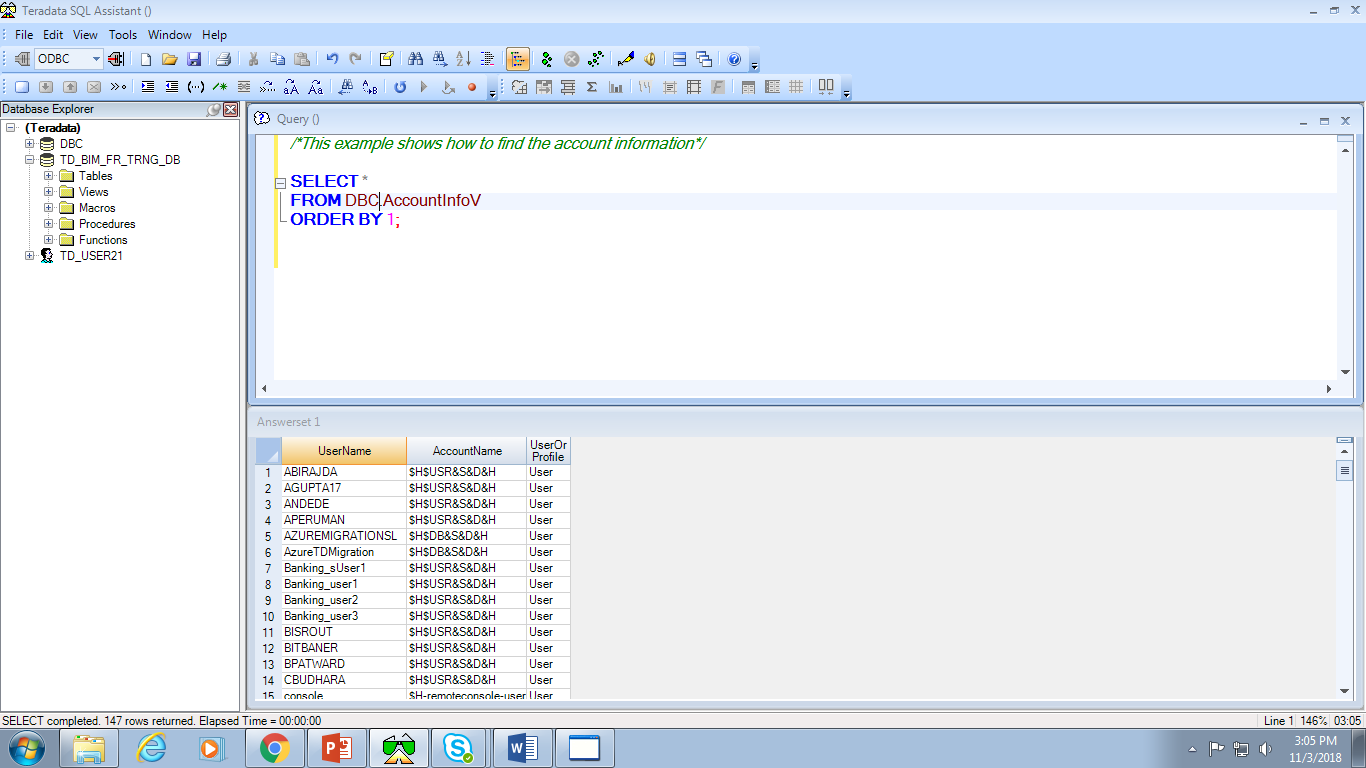 Teradata SQL Assistant ()
File Edit View Tools Window Help
ODBC
Database Explorer
(Teradata)
DBC
TD_BIM_FR_TRNG_DB
Tables
Views
Macros
Procedures
Functions
TD_USER21
Query ()
/*This example shows how to find the account information*/
SELECT *
FROM DBC.AccountInfoV
ORDER BY 1;
Answerset 1
UserName AccountName UserOr Profile
1 ABIRAJDA $H$USR&S&D&H User
2 AGUPTA17 $H$USR&S&D&H User
3 ANDEDE $H$USR&S&D&H User
4 APERUMAN $H$USR&S&D&H User
5 AZUREMIGRATIONSL $H$DB&S&D&H User
6 AzureTDMigration $H$DB&S&D&H User
7 Banking_sUser1 $H$USR&S&D&H User
8 Banking_user1 $H$USR&S&D&H User
9 Banking_user2 $H$USR&S&D&H User
10 Banking_user3 $H$USR&S&D&H User
11 BISROUT $H$USR&S&D&H User
12 BITBANER $H$USR&S&D&H User
13 BPATWARD $H$USR&S&D&H User
14 CBUDHARA $H$USR&S&D&H User
15 console $H-remoteconsole-user User
SELECT completed. 147 rows returned. Elapsed Time = 00:00:00
Line 1 146% 03:05
3:05 PM
11/3/2018